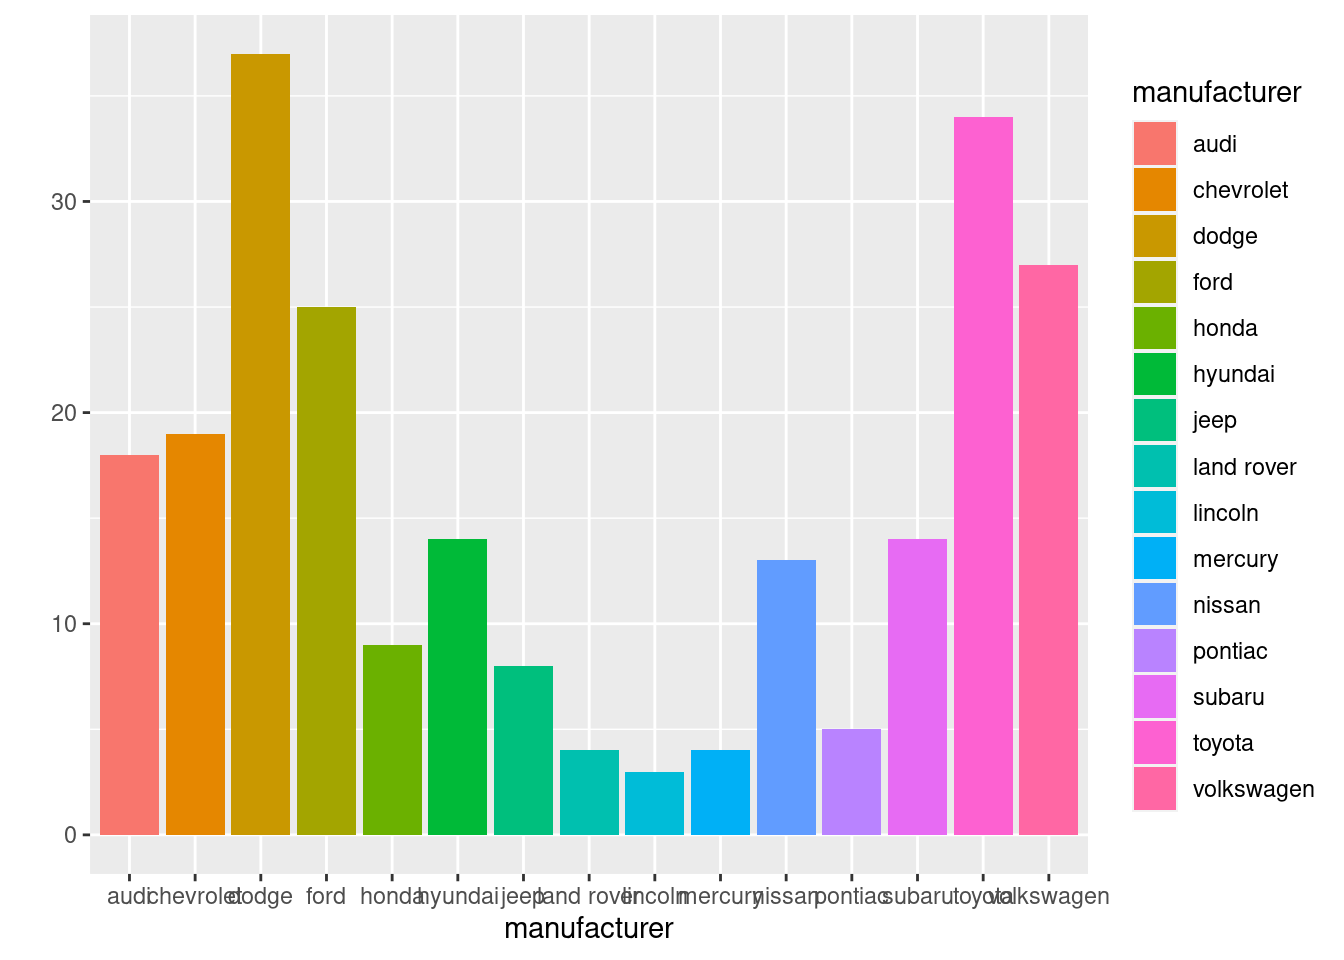 manufacturer
audi
chevrolet
dodge
ford
honda
hyundai
jeep
land rover
lincoln
mercury
nissan
pontiac
subaru
toyota
volkswagen
30
20
10
0
audi chevrolet dodge ford honda hyundai jeep land rover lincoln mercury nissan pontiac subaru toyota volkswagen
manufacturer